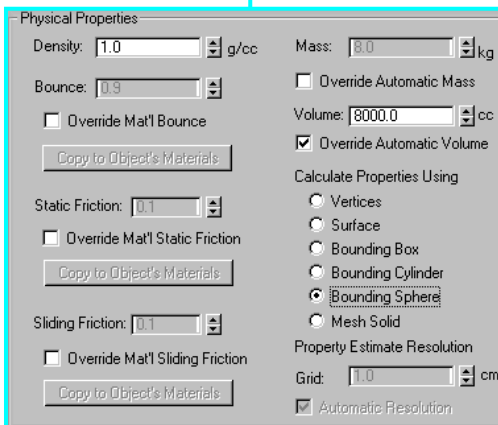 Physical Properties
Density: 1.0 g/cc
Bounce: 0.9
Override Mat'l Bounce
Copy to Object's Materials
Static Friction: 0.1
Override Mat'l Static Friction
Copy to Object's Materials
Sliding Friction: 0.1
Override Mat'l Sliding Friction
Copy to Object's Materials
Mass: 8.0 kg
Override Automatic Mass
Volume: 8000.0 cc
Override Automatic Volume
Calculate Properties Using
Vertices
Surface
Bounding Box
Bounding Cylinder
Bounding Sphere
Mesh Solid
Property Estimate Resolution
Grid: 1.0 cm
Automatic Resolution